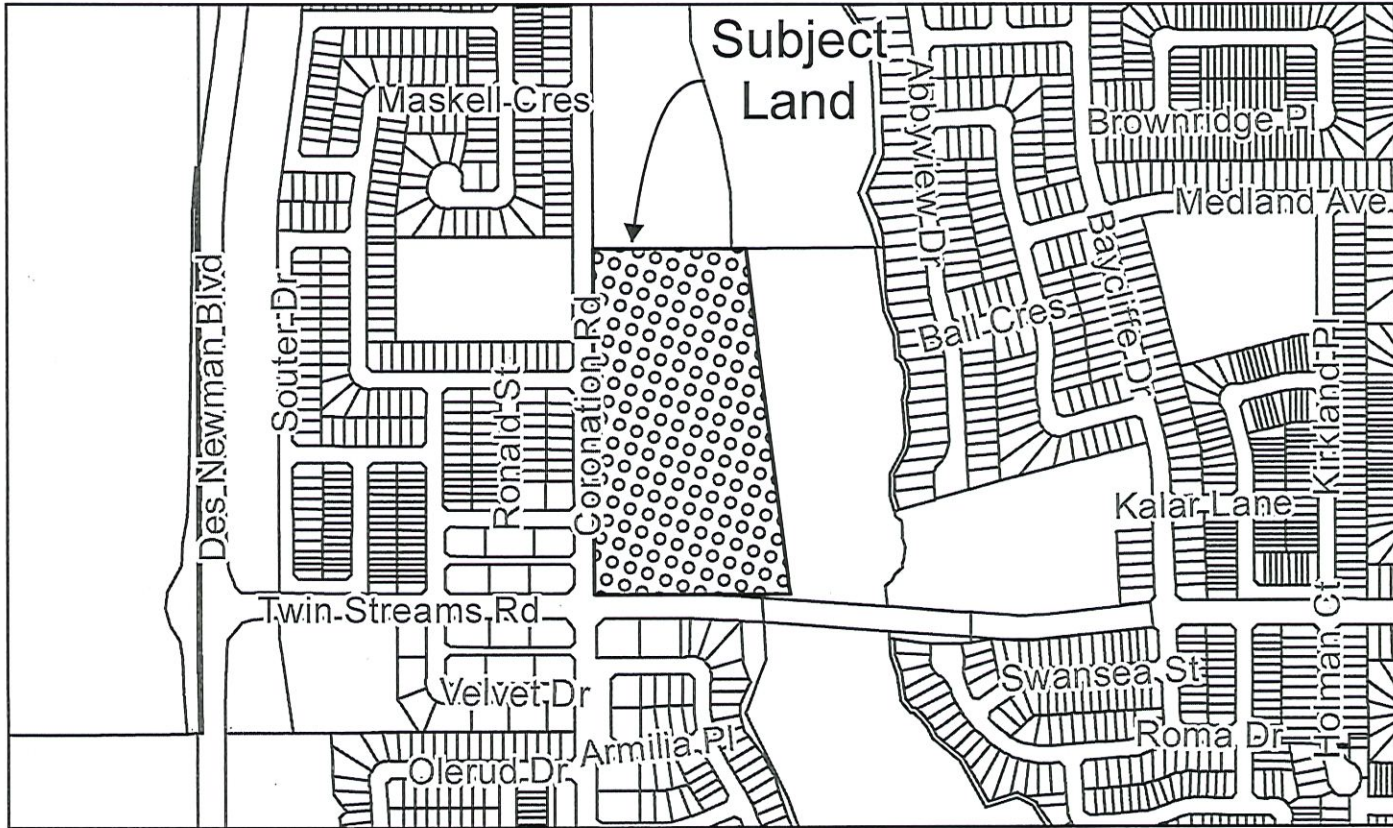 Subject
Land
Maskell Cres
Abbyview Dr
Brownridge Pl
Medland Ave
Des Newman Blvd
Souter Dr
Ronald St
Coronation Rd
Ball Cres
Baycliffe Dr
Kirkland Pl
Kalar Lane
Twin Streams Rd
Velvet Dr
Armilia Pl
Olerud Dr
Swansea St
Roma Dr
Holman Ct